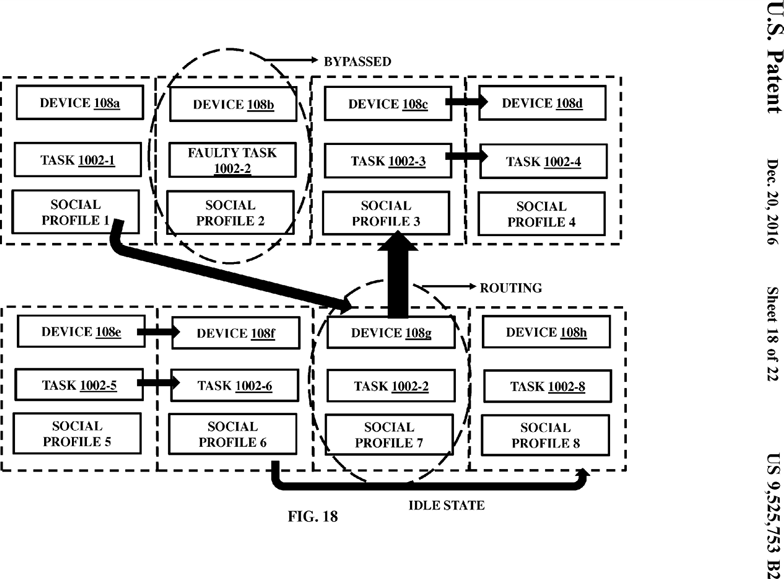 U.S. Patent
Dec. 20, 2016
Sheet 18 of 22
US 9,525,753 B2
BYPASSED
DEVICE 108a
DEVICE 108b
DEVICE 108c
DEVICE 108d
TASK 1002-1
FAULTY TASK
1002-2
TASK 1002-3
TASK 1002-4
SOCIAL
PROFILE 1
SOCIAL
PROFILE 2
SOCIAL
PROFILE 3
SOCIAL
PROFILE 4
ROUTING
DEVICE 108e
DEVICE 108f
DEVICE 108g
DEVICE 108h
TASK 1002-5
TASK 1002-6
TASK 1002-2
TASK 1002-8
SOCIAL
PROFILE 5
SOCIAL
PROFILE 6
SOCIAL
PROFILE 7
SOCIAL
PROFILE 8
IDLE STATE
FIG. 18